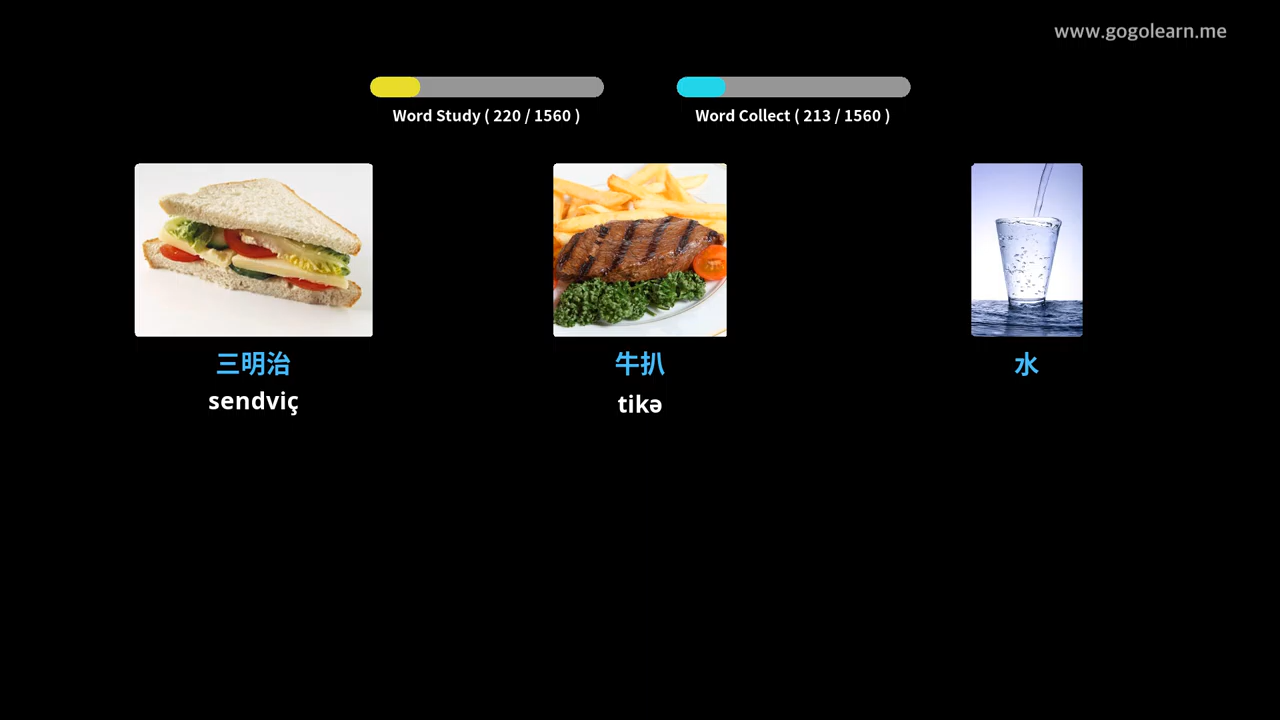 www.gogolearn.me
Word Study ( 220 / 1560 )
Word Collect ( 213 / 1560 )
三明治
牛扒
水
sendviç
tikə